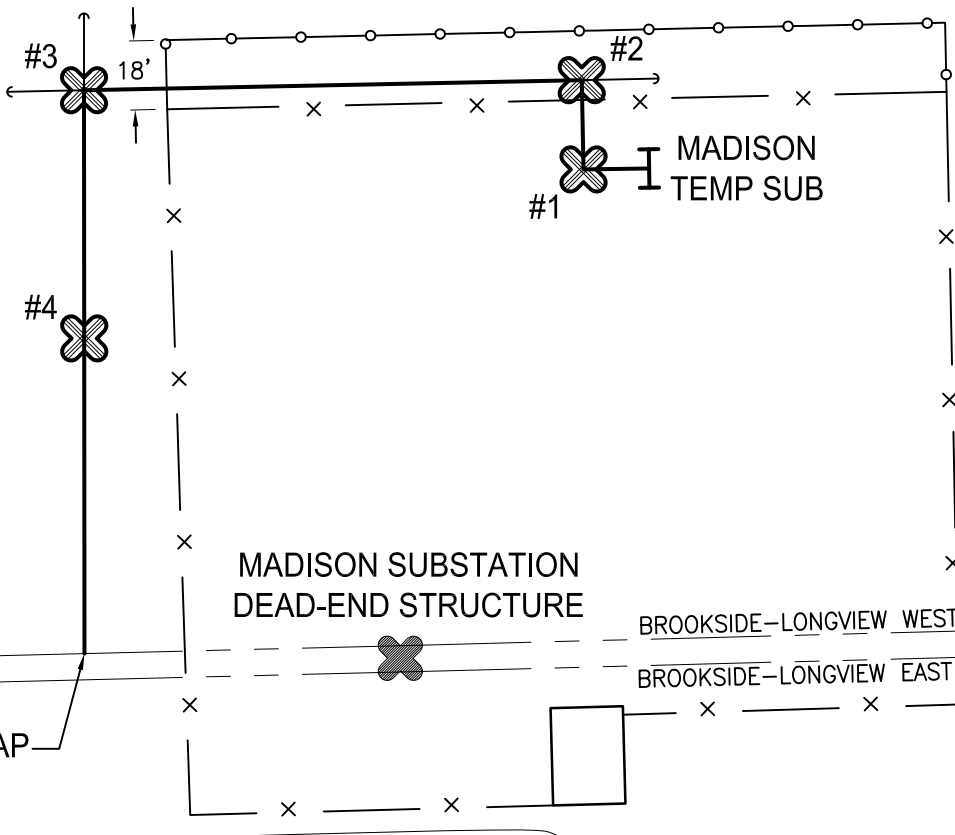 #3
18'
#2
MADISON
TEMP SUB
#1
#4
MADISON SUBSTATION
DEAD-END STRUCTURE
BROOKSIDE-LONGVIEW WEST
BROOKSIDE-LONGVIEW EAST
AP